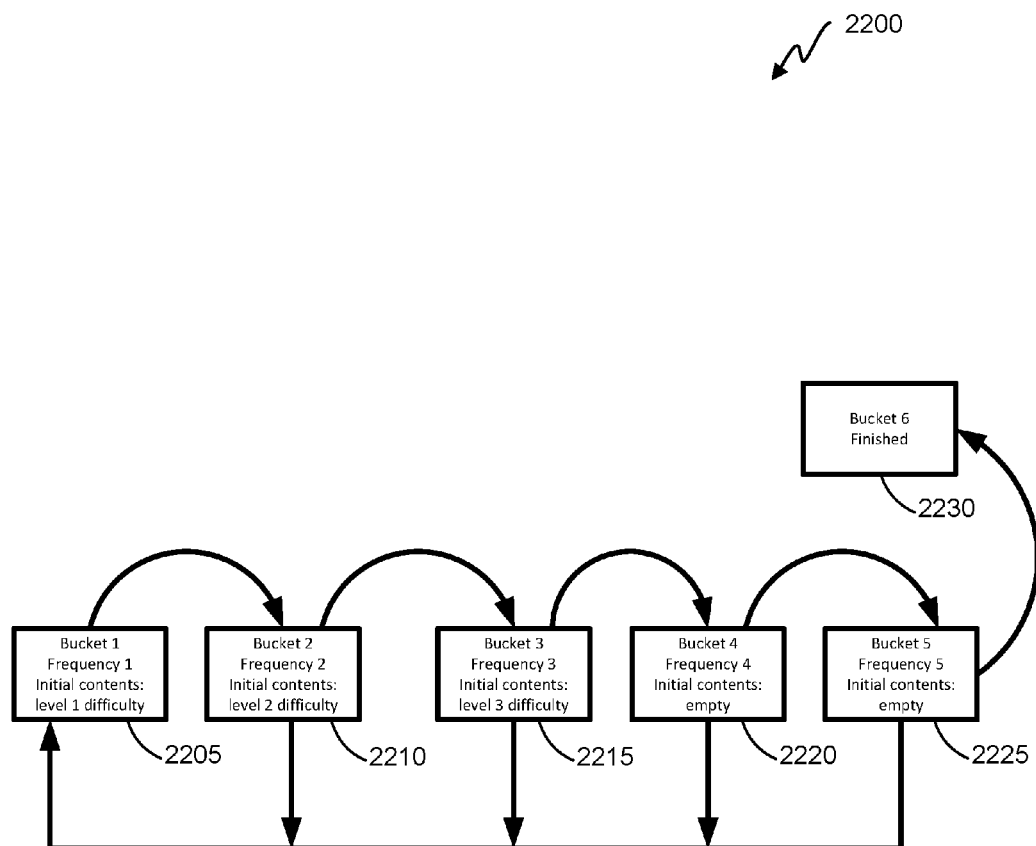 2200
Bucket 6
Finished
2230
Bucket 1
Frequency 1
Initial contents:
level 1 difficulty
2205
Bucket 2
Frequency 2
Initial contents:
level 2 difficulty
2210
Bucket 3
Frequency 3
Initial contents:
level 3 difficulty
2215
Bucket 4
Frequency 4
Initial contents:
empty
2220
Bucket 5
Frequency 5
Initial contents:
empty
2225